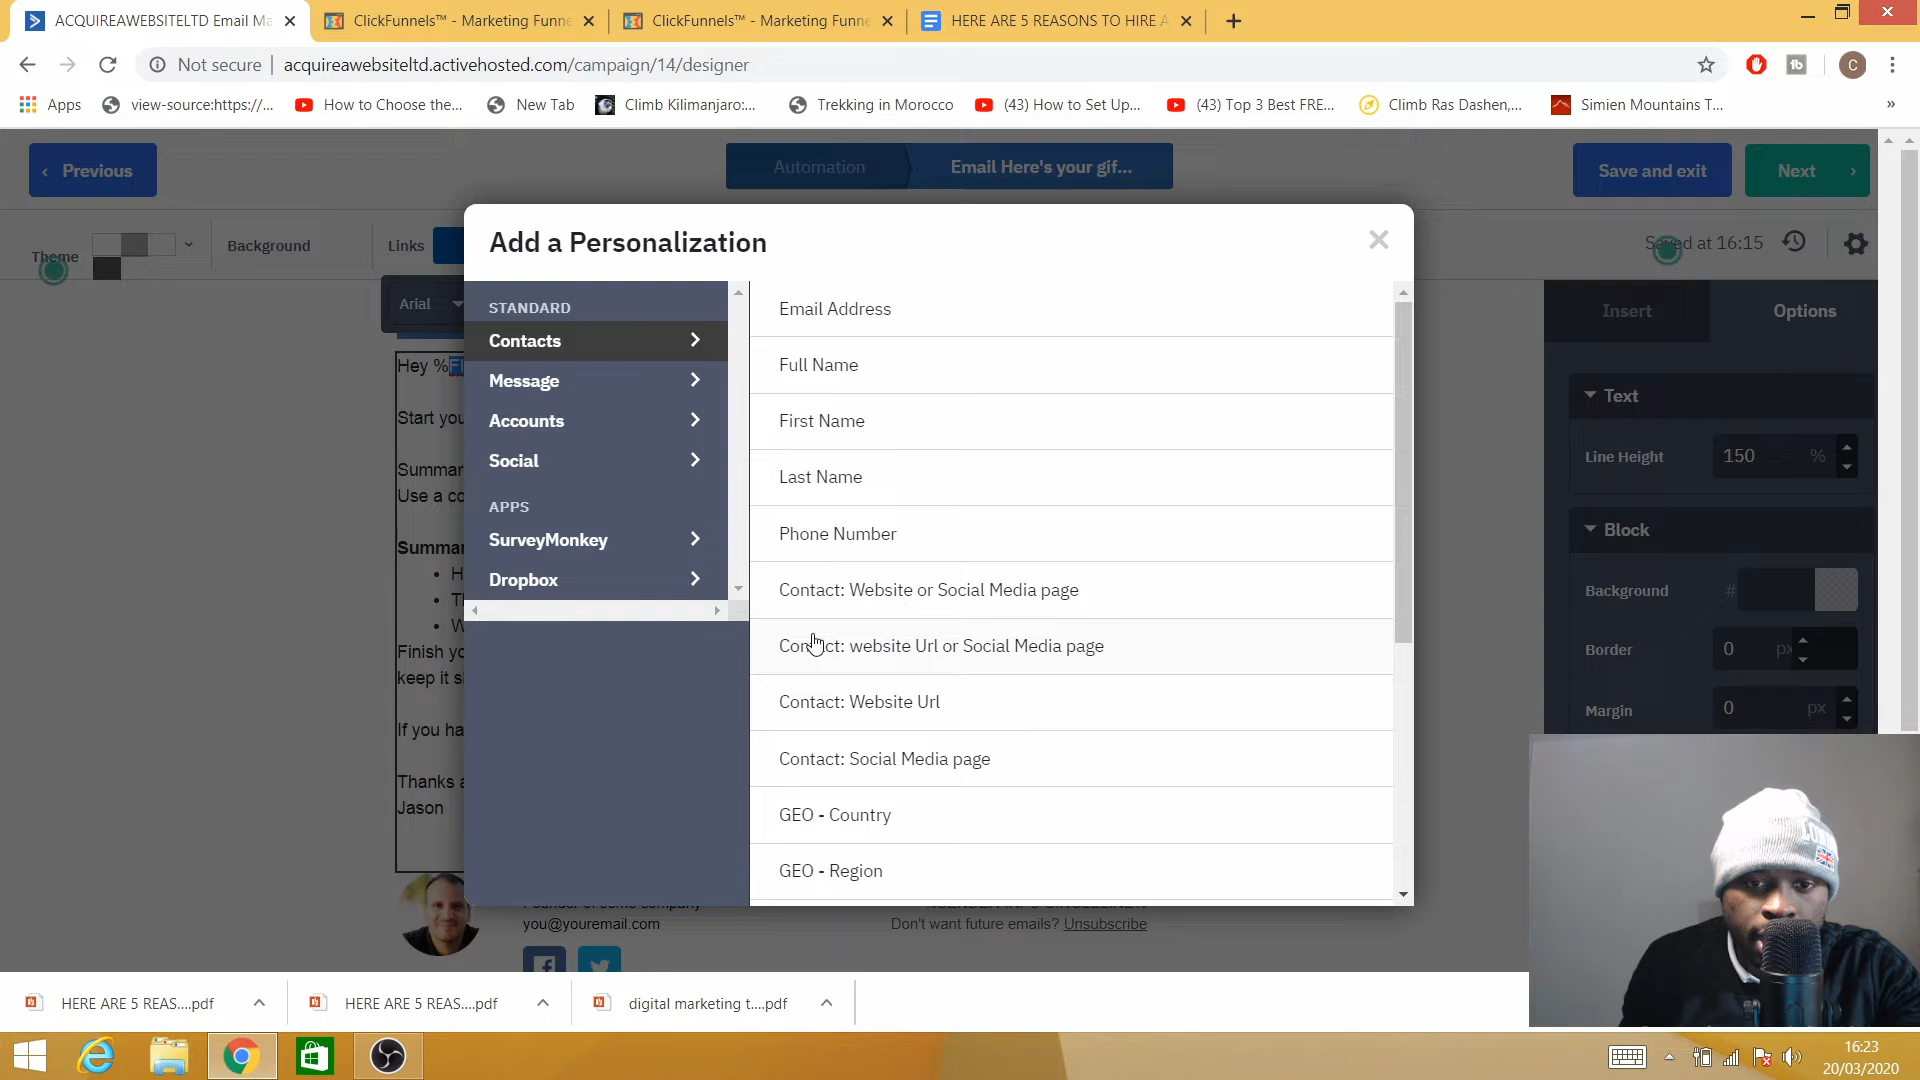 ACQUIREAWEBSITELTD Email Ma
ClickFunnels™ - Marketing Funne
ClickFunnels™ - Marketing Funne
HERE ARE 5 REASONS TO HIRE A
Not secure
acquireawebsiteltd.activehosted.com/campaign/14/designer
Apps
view-source:https://...
How to Choose the...
New Tab
Climb Kilimanjaro:...
Trekking in Morocco
(43) How to Set Up...
(43) Top 3 Best FRE...
Climb Ras Dashen,...
Simien Mountains T...
»
Previous
Automation
Email Here's your gif...
Save and exit
Next
Theme
Background
Links
Saved at 16:15
Add a Personalization
Arial
STANDARD
Contacts
Message
Accounts
Social
APPS
SurveyMonkey
Dropbox
Email Address
Full Name
First Name
Last Name
Phone Number
Contact: Website or Social Media page
Contact: website Url or Social Media page
Contact: Website Url
Contact: Social Media page
GEO - Country
GEO - Region
Insert
Options
Text
Line Height
150 %
Block
Background
#
Border
0 px
Margin
0 px
Hey %FI
Start you
Summar
Use a co
Summar
H
Th
W
Finish yo
keep it s
If you ha
Thanks a
Jason
you@youremail.com
Don't want future emails? Unsubscribe
HERE ARE 5 REAS....pdf
HERE ARE 5 REAS....pdf
digital marketing t....pdf
16:23
20/03/2020